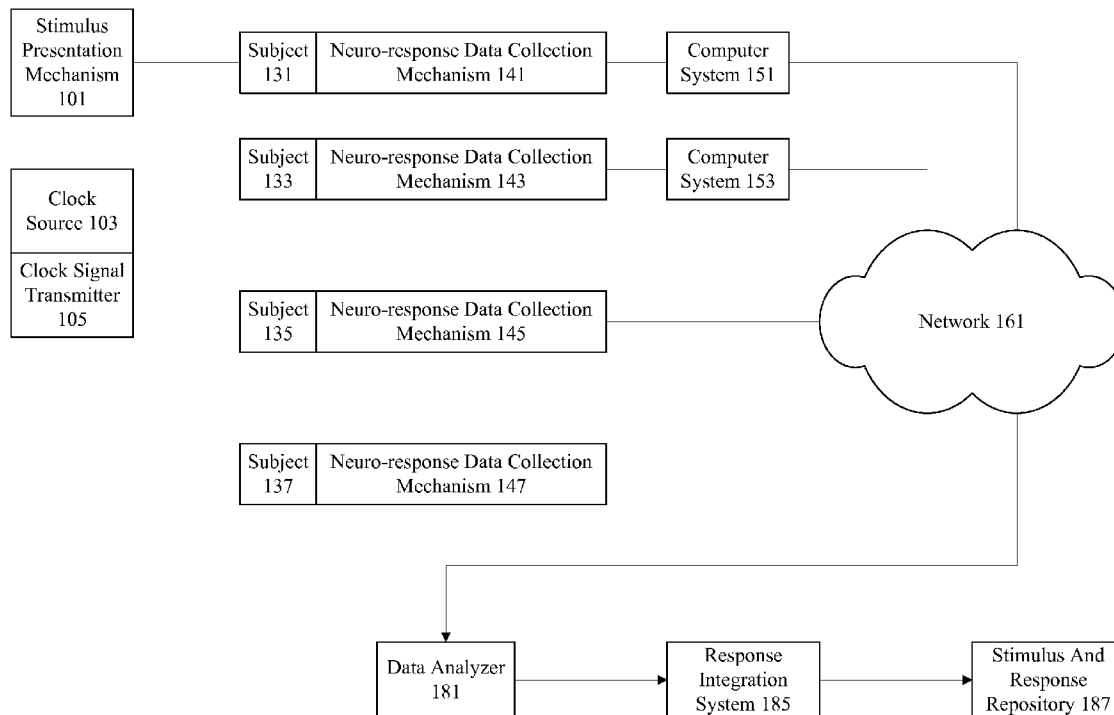 Stimulus
Presentation
Mechanism
101
Subject
131
Neuro-response Data Collection
Mechanism 141
Computer
System 151
Subject
133
Neuro-response Data Collection
Mechanism 143
Computer
System 153
Clock
Source 103
Clock Signal
Transmitter
105
Subject
135
Neuro-response Data Collection
Mechanism 145
Network 161
Subject
137
Neuro-response Data Collection
Mechanism 147
Data Analyzer
181
Response
Integration
System 185
Stimulus And
Response
Repository 187